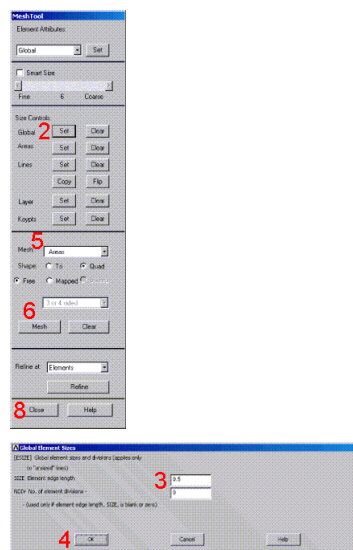 MeshTool
Element Attributes:
Global Set
Smart Size
Fine 6 Coarse
Size Controls:
Global 2 Set Clear
Areas Set Clear
Lines Set Clear
Copy Flip
Layer Set Clear
Keypts Set Clear
5
Mesh: Areas
Shape: Tri Quad
Free Mapped
3 or 4 sided
6
Mesh Clear
Refine at: Elements
Refine
8 Close Help
Global Element Sizes
[ESIZE] Global element sizes and divisions (applies only
to "unsized" lines)
SIZE Element edge length 3 0.5
NDIV No. of element divisions - 0
- (used only if element edge length, SIZE, is blank or zero)
4 OK Cancel Help